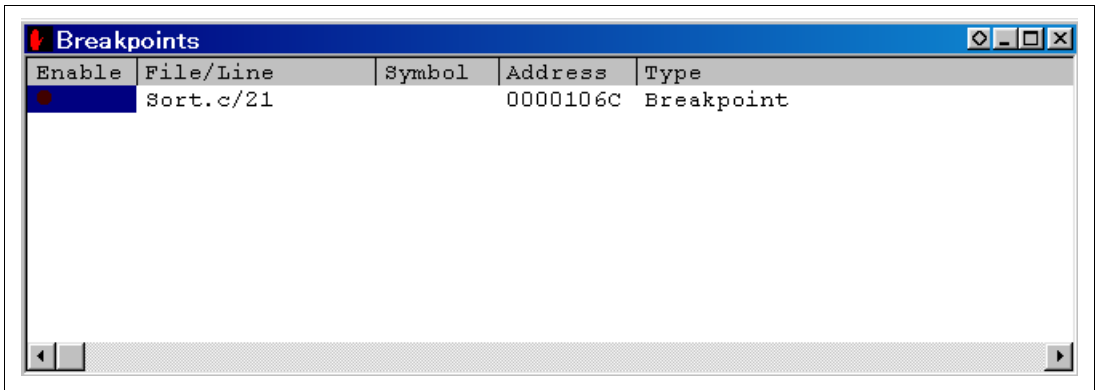 Breakpoints
Enable File/Line Symbol Address Type
Sort.c/21 0000106C Breakpoint